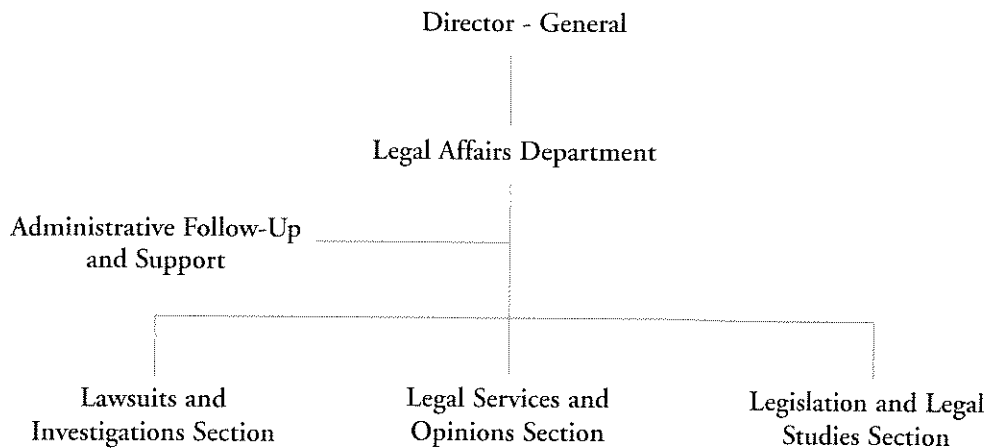 Director - General
Legal Affairs Department
Administrative Follow-Up
and Support
Lawsuits and
Investigations Section
Legal Services and
Opinions Section
Legislation and Legal
Studies Section